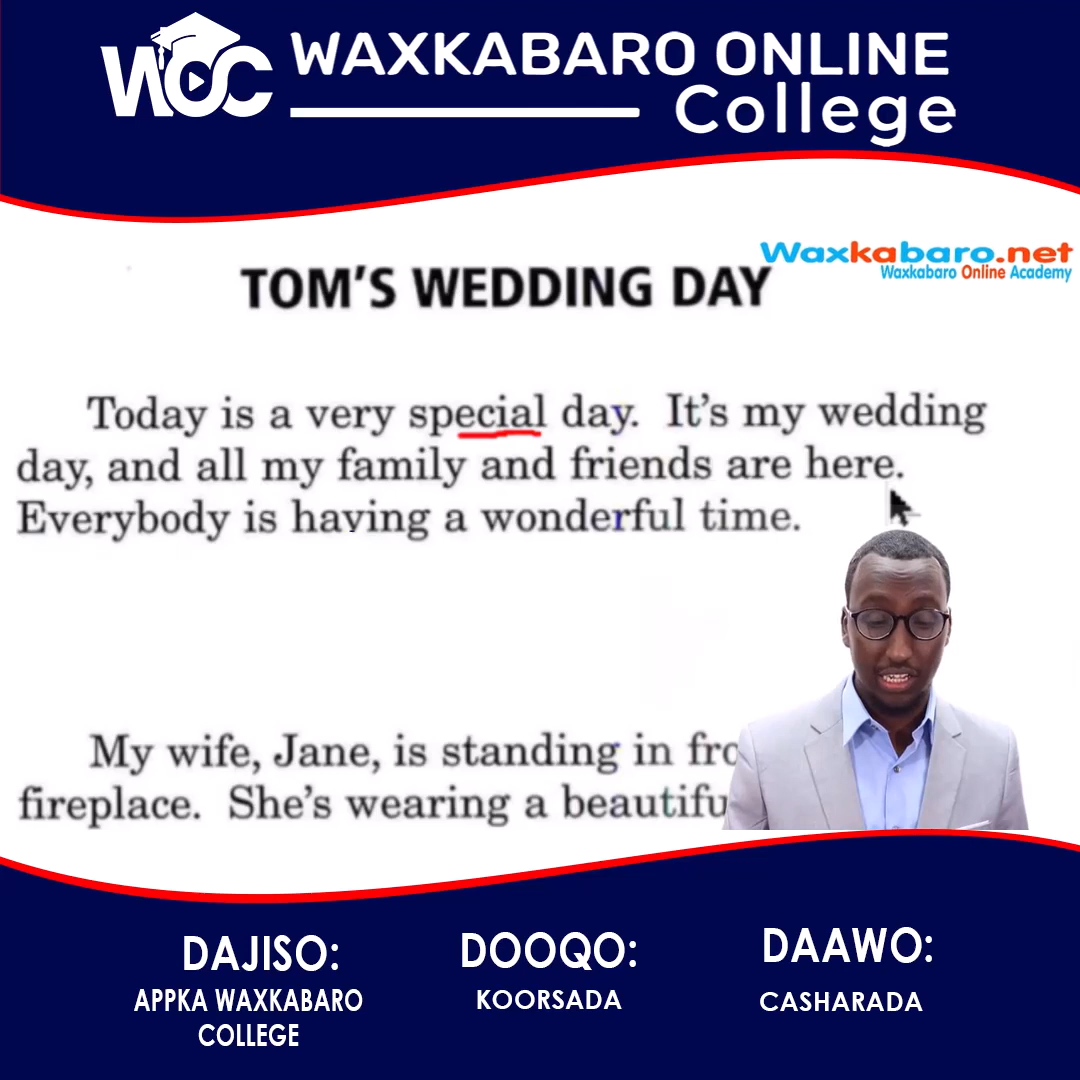 WOC WAXKABARO ONLINE
College
Waxkabaro.net
Waxkabaro Online Academy
TOM'S WEDDING DAY
Today is a very special day. It's my wedding
day, and all my family and friends are here.
Everybody is having a wonderful time.
My wife, Jane, is standing in
fireplace. She's wearing a
DAJISO:
APPKA WAXKABARO
COLLEGE
DOOQO:
KOORSADA
DAAWO:
CASHARADA